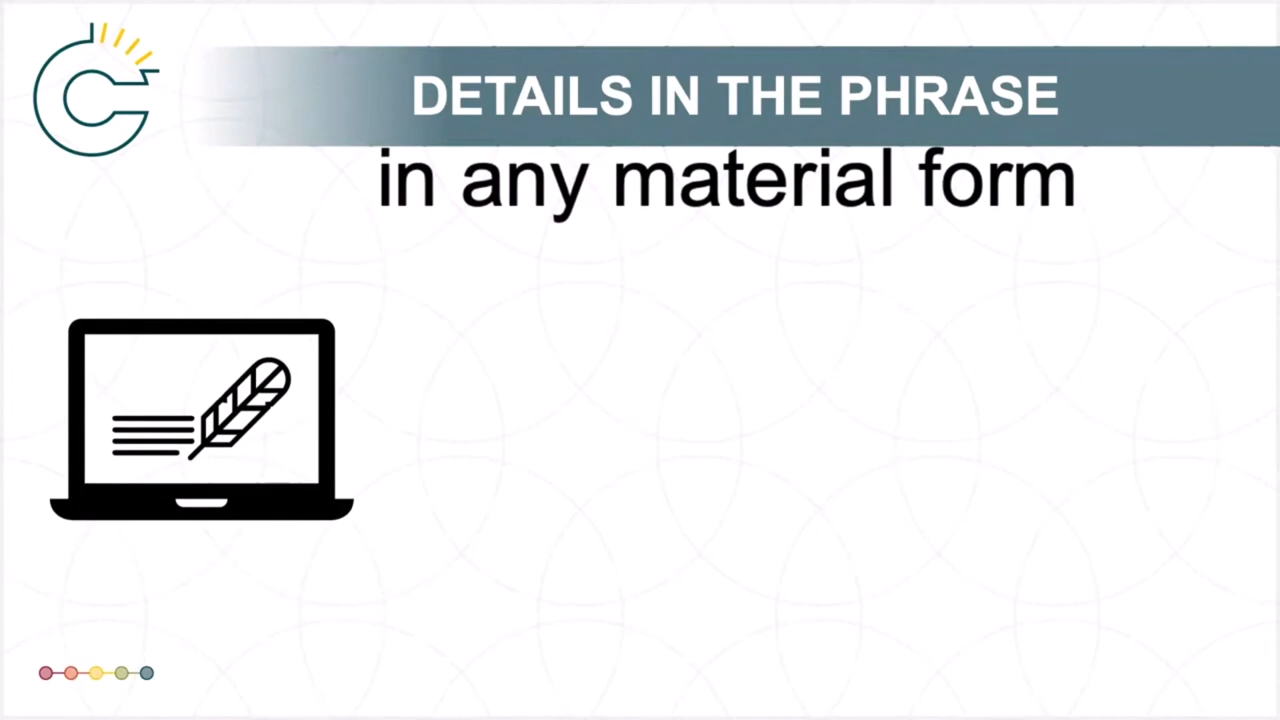 DETAILS IN THE PHRASE
in any material form